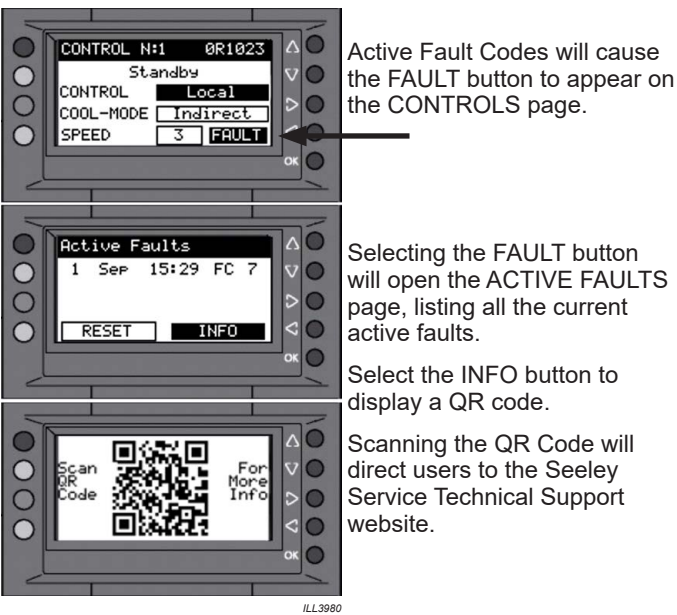 CONTROL N:1 0R1023
Standby
CONTROL Local
COOL-MODE Indirect
SPEED 3 FAULT
OK
Active Fault Codes will cause
the FAULT button to appear on
the CONTROLS page.
Active Faults
1 Sep 15:29 FC 7
RESET INFO
OK
Selecting the FAULT button
will open the ACTIVE FAULTS
page, listing all the current
active faults.
Select the INFO button to
display a QR code.
Scan
QR
Code
For
More
Info
OK
Scanning the QR Code will
direct users to the Seeley
Service Technical Support
website.
ILL3980